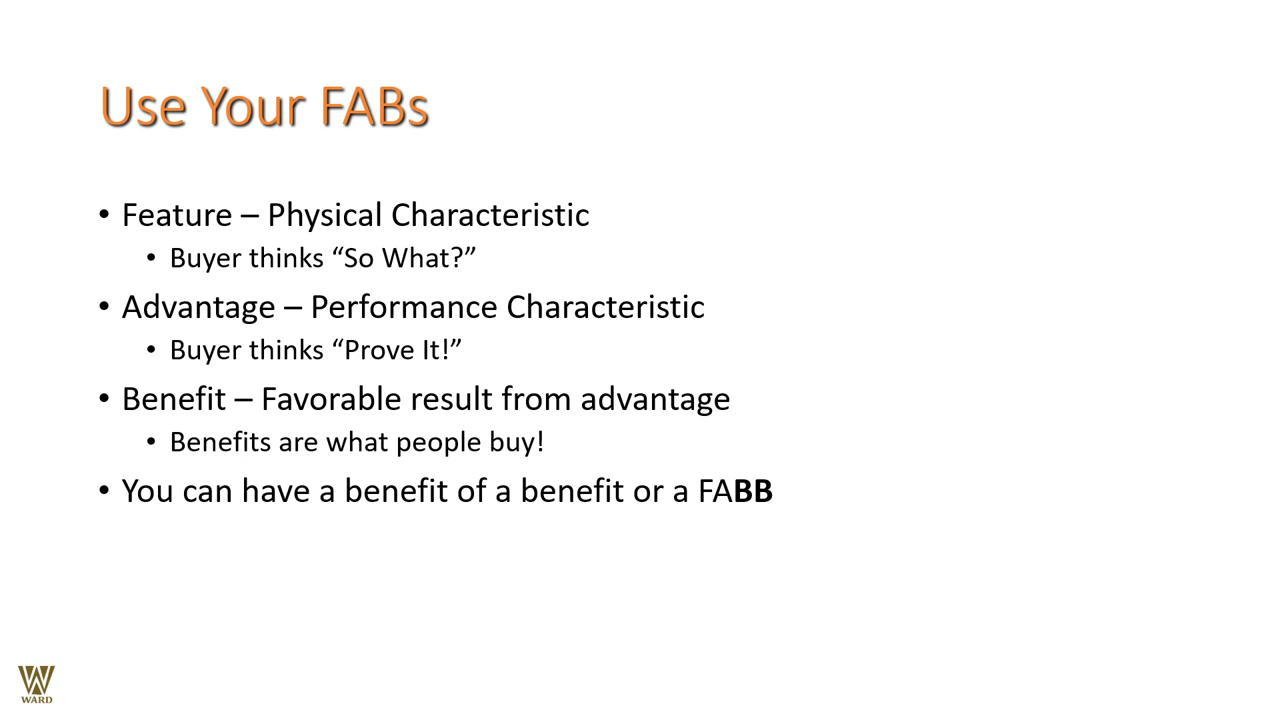 Use Your FABs
• Feature – Physical Characteristic
• Buyer thinks “So What?”
• Advantage – Performance Characteristic
• Buyer thinks “Prove It!”
• Benefit – Favorable result from advantage
• Benefits are what people buy!
• You can have a benefit of a benefit or a FABB
WARD